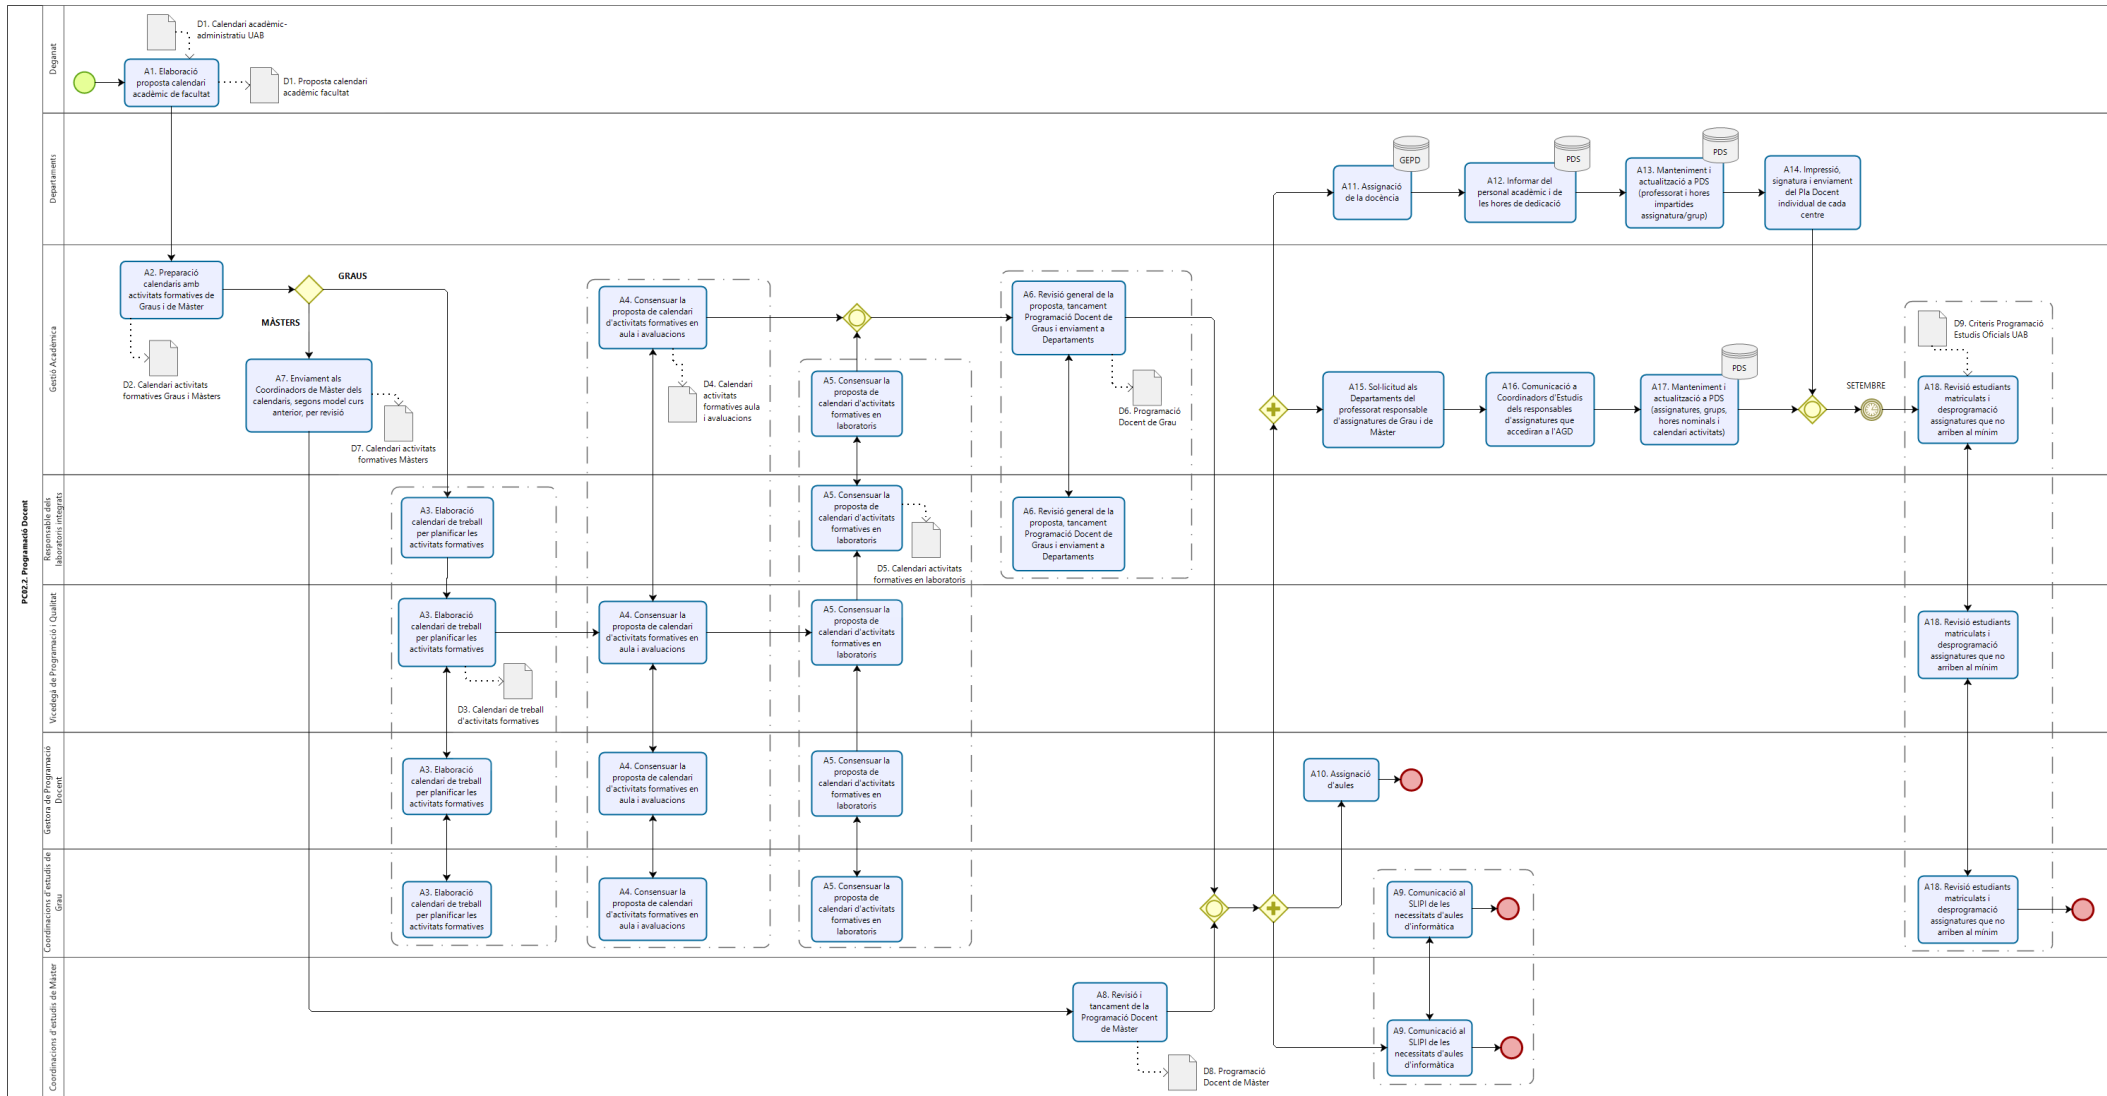 PC02.2. Programació Docent
Deganat
D1. Calendari acadèmic-
administratiu UAB
A1. Elaboració
proposta calendari
acadèmic de facultat
D1. Proposta calendari
acadèmic facultat
Departaments
GEPD
A11. Assignació
de la docència
PDS
A12. Informar del
personal acadèmic i de
les hores de dedicació
PDS
A13. Manteniment i
actualització a PDS
(professorat i hores
impartides
assignatura/grup)
A14. Impressió,
signatura i enviament
del Pla Docent
individual de cada
centre
Gestió Acadèmica
A2. Preparació
calendaris amb
activitats formatives de
Graus i de Màster
D2. Calendari activitats
formatives Graus i Màsters
GRAUS
MÀSTERS
A7. Enviament als
Coordinadors de Màster dels
calendaris, segons model curs
anterior, per revisió
D7. Calendari activitats
formatives Màsters
A4. Consensuar la
proposta de calendari
d'activitats formatives en
aula i avaluacions
D4. Calendari
activitats
formatives aula
i avaluacions
A5. Consensuar la
proposta de
calendari d'activitats
formatives en
laboratoris
A6. Revisió general de la
proposta, tancament
Programació Docent de
Graus i enviament a
Departaments
D6. Programació
Docent de Grau
A15. Sol·licitud als
Departaments del
professorat responsable
d'assignatures de Grau i de
Màster
A16. Comunicació a
Coordinadors d'Estudis
dels responsables
d'assignatures que
accediran a l'AGD
PDS
A17. Manteniment i
actualització a PDS
(assignatures, grups,
hores nominals i
calendari activitats)
SETEMBRE
D9. Criteris Programació
Estudis Oficials UAB
A18. Revisió estudiants
matriculats i
desprogramació
assignatures que no
arriben al mínim
Responsable dels
laboratoris integrats
A3. Elaboració
calendari de treball
per planificar les
activitats formatives
A5. Consensuar la
proposta de
calendari d'activitats
formatives en
laboratoris
D5. Calendari activitats
formatives en laboratoris
A6. Revisió general de la
proposta, tancament
Programació Docent de
Graus i enviament a
Departaments
Vicedegà de Programació i Qualitat
A3. Elaboració
calendari de treball
per planificar les
activitats formatives
D3. Calendari de treball
d'activitats formatives
A4. Consensuar la
proposta de calendari
d'activitats formatives en
aula i avaluacions
A5. Consensuar la
proposta de
calendari d'activitats
formatives en
laboratoris
A18. Revisió estudiants
matriculats i
desprogramació
assignatures que no
arriben al mínim
Gestora de Programació
Docent
A3. Elaboració
calendari de treball
per planificar les
activitats formatives
A4. Consensuar la
proposta de calendari
d'activitats formatives en
aula i avaluacions
A5. Consensuar la
proposta de
calendari d'activitats
formatives en
laboratoris
A10. Assignació
d'aules
Coordinacions d'estudis de
Grau
A3. Elaboració
calendari de treball
per planificar les
activitats formatives
A4. Consensuar la
proposta de calendari
d'activitats formatives en
aula i avaluacions
A5. Consensuar la
proposta de
calendari d'activitats
formatives en
laboratoris
A9. Comunicació al
SLIPI de les
necessitats d'aules
d'informàtica
A18. Revisió estudiants
matriculats i
desprogramació
assignatures que no
arriben al mínim
Coordinacions d'estudis de Màster
A8. Revisió i
tancament de la
Programació Docent
de Màster
D8. Programació
Docent de Màster
A9. Comunicació al
SLIPI de les
necessitats d'aules
d'informàtica